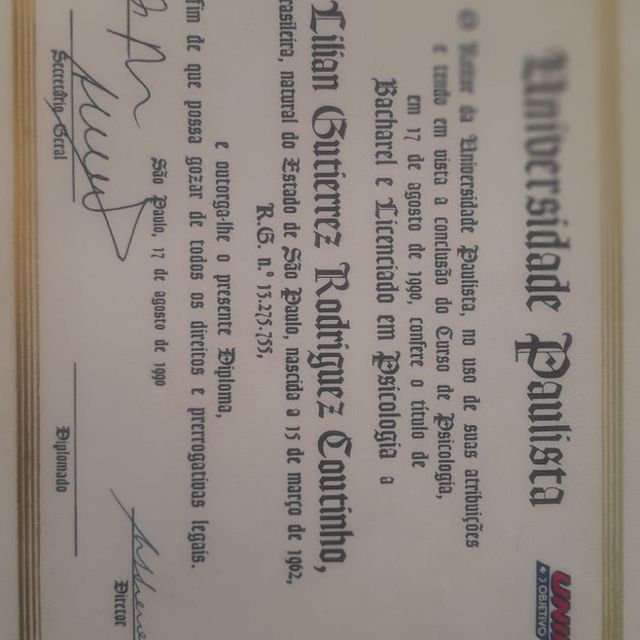 Universidade Paulista
UNIP
OBJETIVO
O Reitor da Universidade Paulista, no uso de suas atribuições
e tendo em vista a conclusão do Curso de Psicologia,
em 17 de agosto de 1990, confere o título de
Bacharel e Licenciado em Psicologia a
Lilian Gutierrez Rodriguez Coutinho,
brasileira, natural do Estado de São Paulo, nascida a 15 de março de 1962,
R.G. n.º 13.275.755,
e outorga-lhe o presente Diploma,
fim de que possa gozar de todos os direitos e prerrogativas legais.
São Paulo, 17 de agosto de 1990
Secretário Geral
Diplomado
Diretor